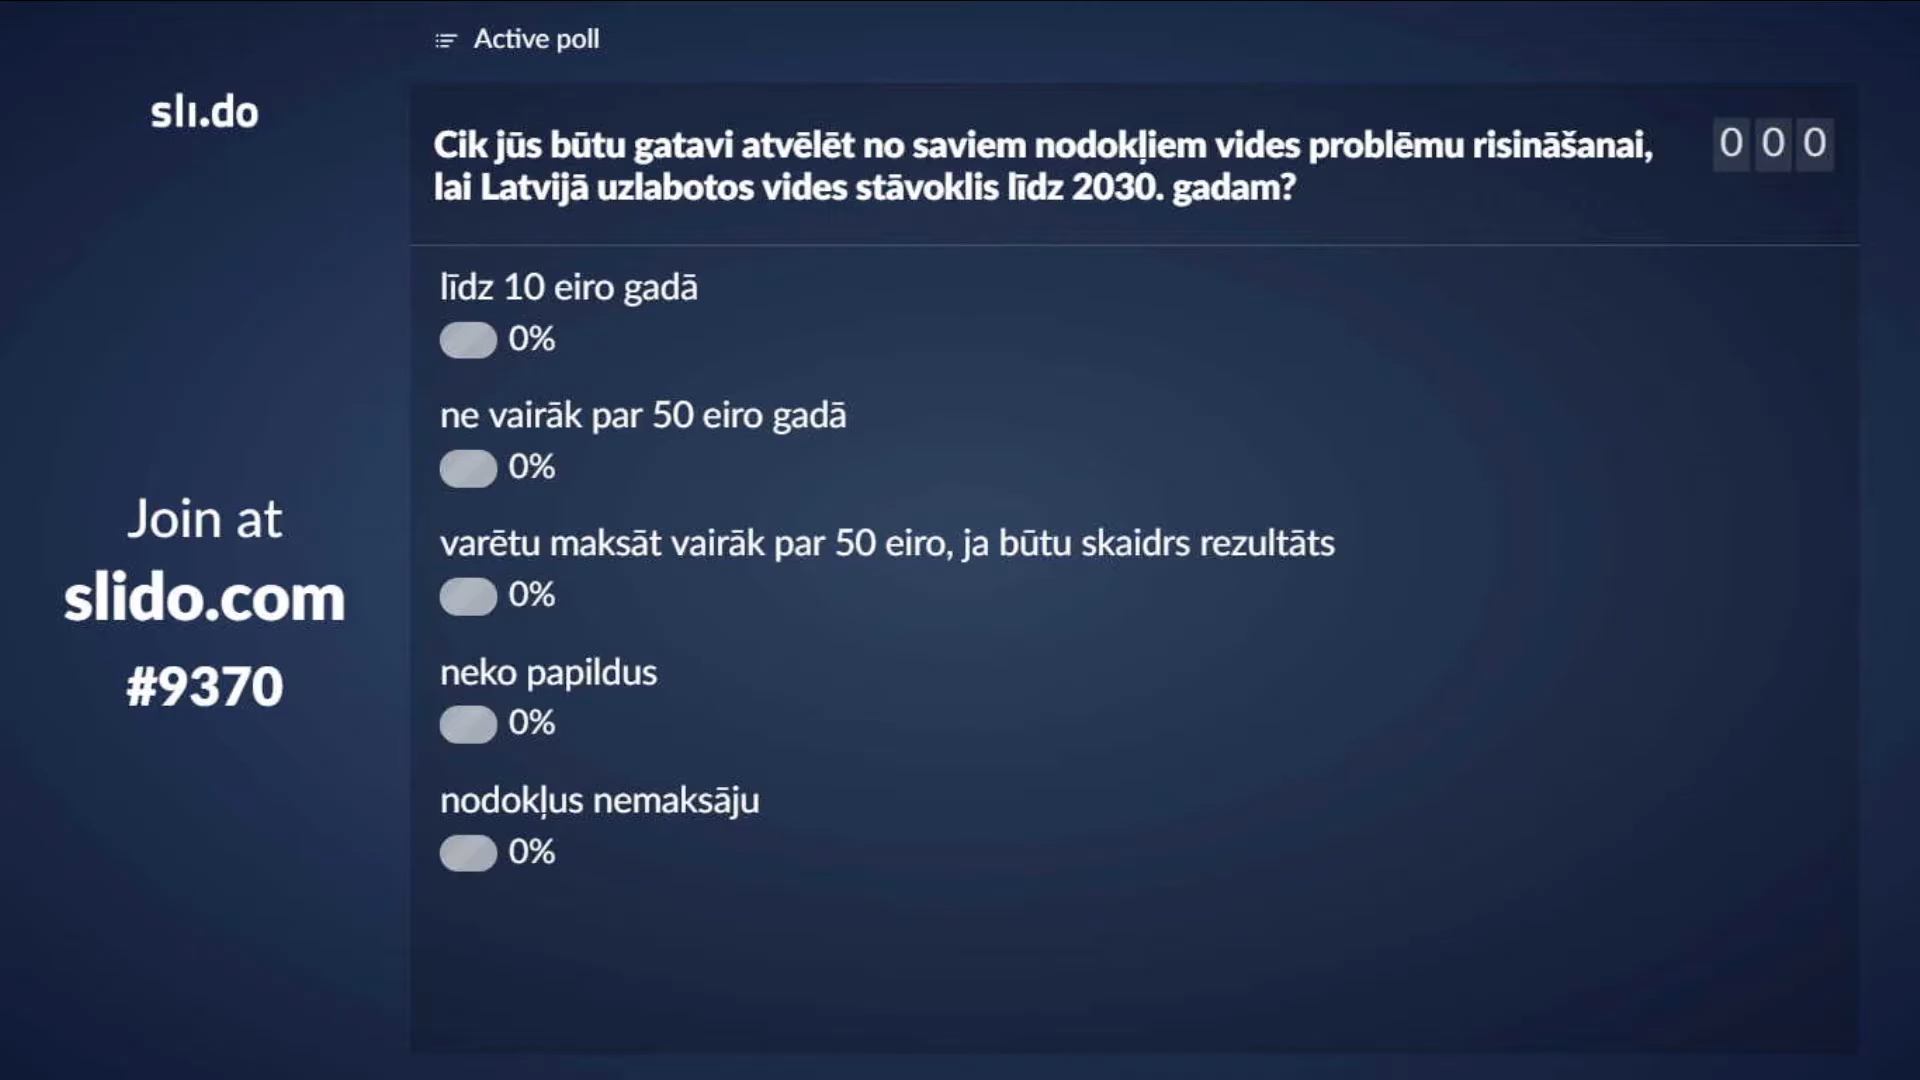 Active poll
slı.do
Cik jūs būtu gatavi atvēlēt no saviem nodokļiem vides problēmu risināšanai,
lai Latvijā uzlabotos vides stāvoklis līdz 2030. gadam?
0 0 0
līdz 10 eiro gadā
0%
ne vairāk par 50 eiro gadā
0%
varētu maksāt vairāk par 50 eiro, ja būtu skaidrs rezultāts
0%
neko papildus
0%
nodokļus nemaksāju
0%
Join at
slido.com
#9370